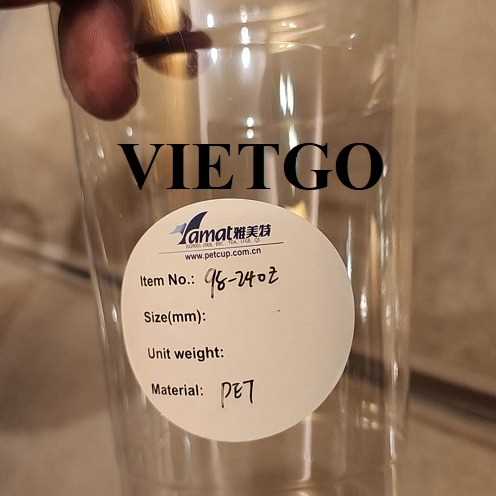 VIETGO
Yamat雅美特
www.petcup.com.cn
Item No.: 98-24oz
Size(mm):
Unit weight:
Material: PET